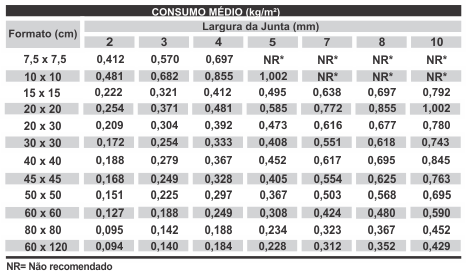 CONSUMO MÉDIO (kg/m²)
Formato (cm) Largura da Junta (mm)
2 3 4 5 7 8 10
7,5 x 7,5 0,412 0,570 0,697 NR* NR* NR* NR*
10 x 10 0,481 0,682 0,855 1,002 NR* NR* NR*
15 x 15 0,222 0,321 0,412 0,495 0,638 0,697 0,792
20 x 20 0,254 0,371 0,481 0,585 0,772 0,855 1,002
20 x 30 0,209 0,304 0,392 0,473 0,616 0,677 0,780
30 x 30 0,172 0,254 0,333 0,408 0,551 0,618 0,743
40 x 40 0,188 0,279 0,367 0,452 0,617 0,695 0,845
45 x 45 0,168 0,249 0,328 0,405 0,554 0,625 0,763
50 x 50 0,151 0,225 0,297 0,367 0,503 0,568 0,695
60 x 60 0,127 0,188 0,249 0,308 0,424 0,480 0,590
80 x 80 0,095 0,142 0,188 0,234 0,323 0,367 0,452
60 x 120 0,094 0,140 0,184 0,228 0,312 0,352 0,429
NR= Não recomendado